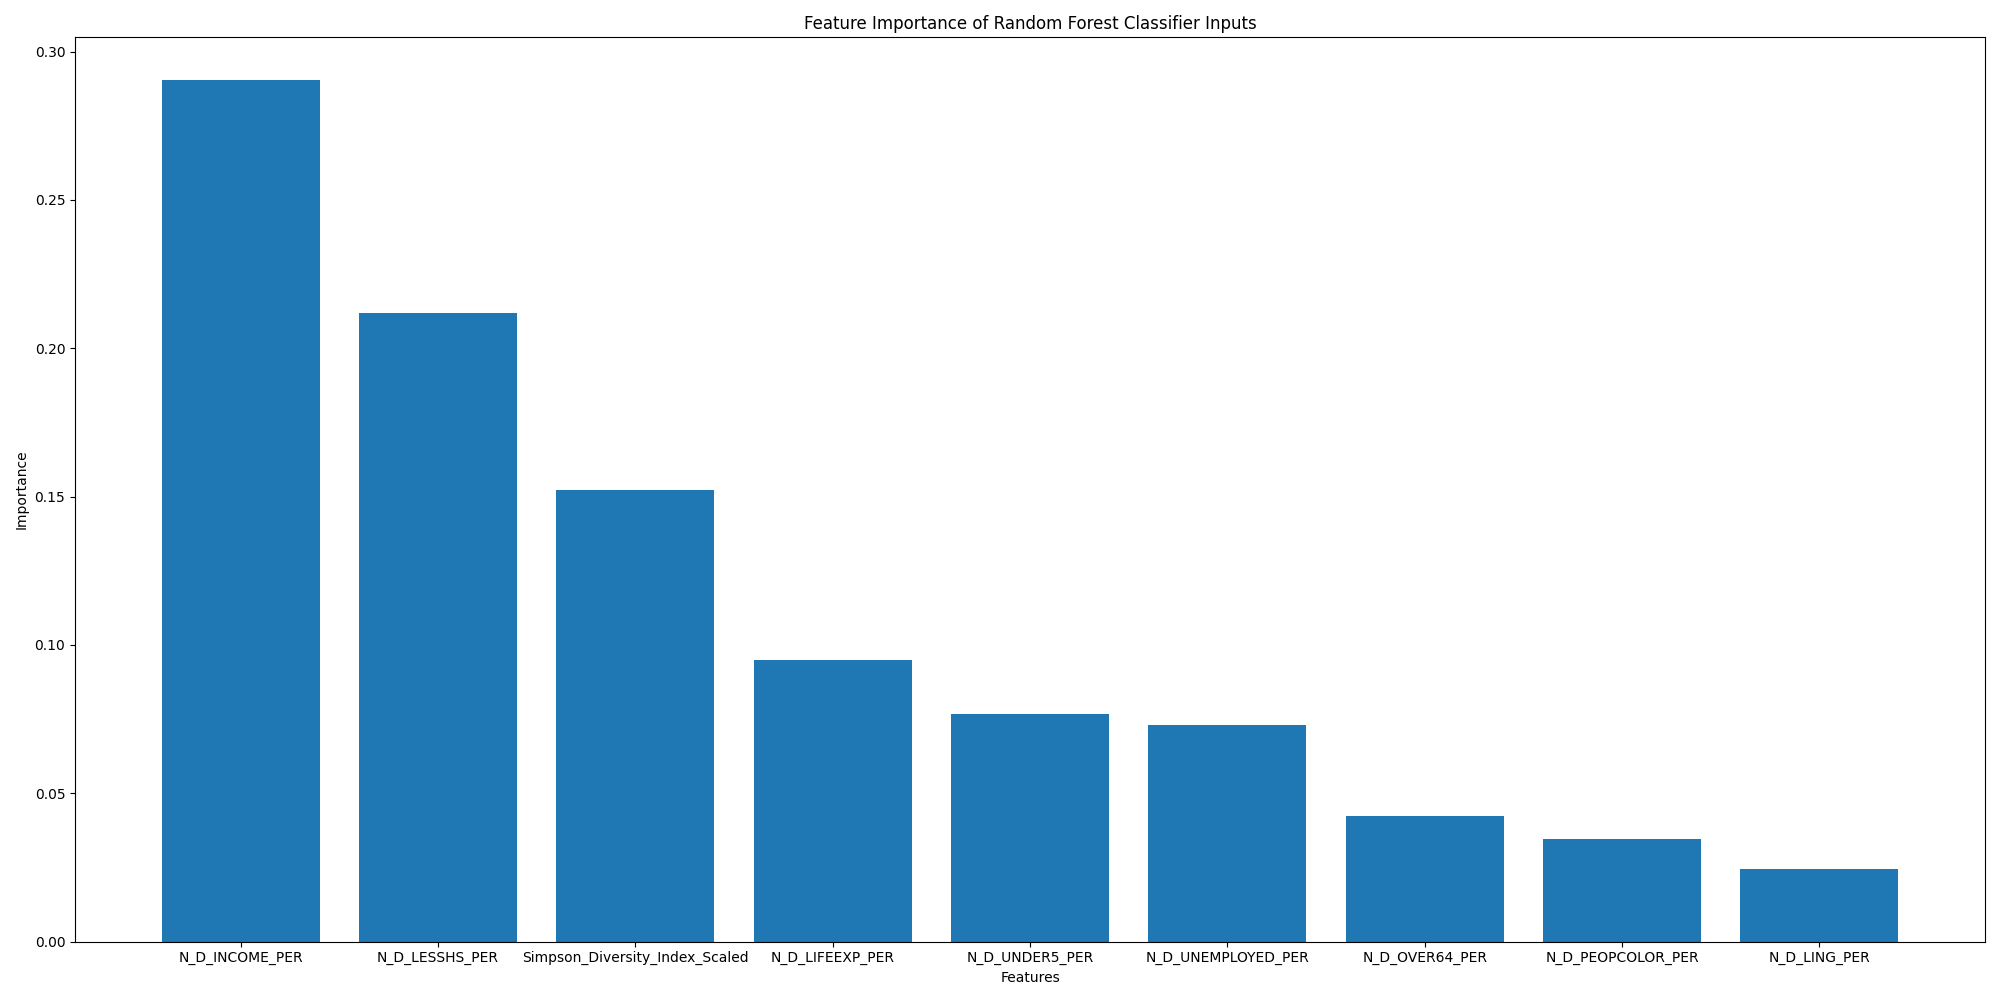 Feature Importance of Random Forest Classifier Inputs
0.30
0.25
0.20
0.15
0.10
0.05
0.00
Importance
N_D_INCOME_PER
N_D_LESSHS_PER
Simpson_Diversity_Index_Scaled
N_D_LIFEEXP_PER
N_D_UNDER5_PER
N_D_UNEMPLOYED_PER
N_D_OVER64_PER
N_D_PEOPCOLOR_PER
N_D_LING_PER
Features